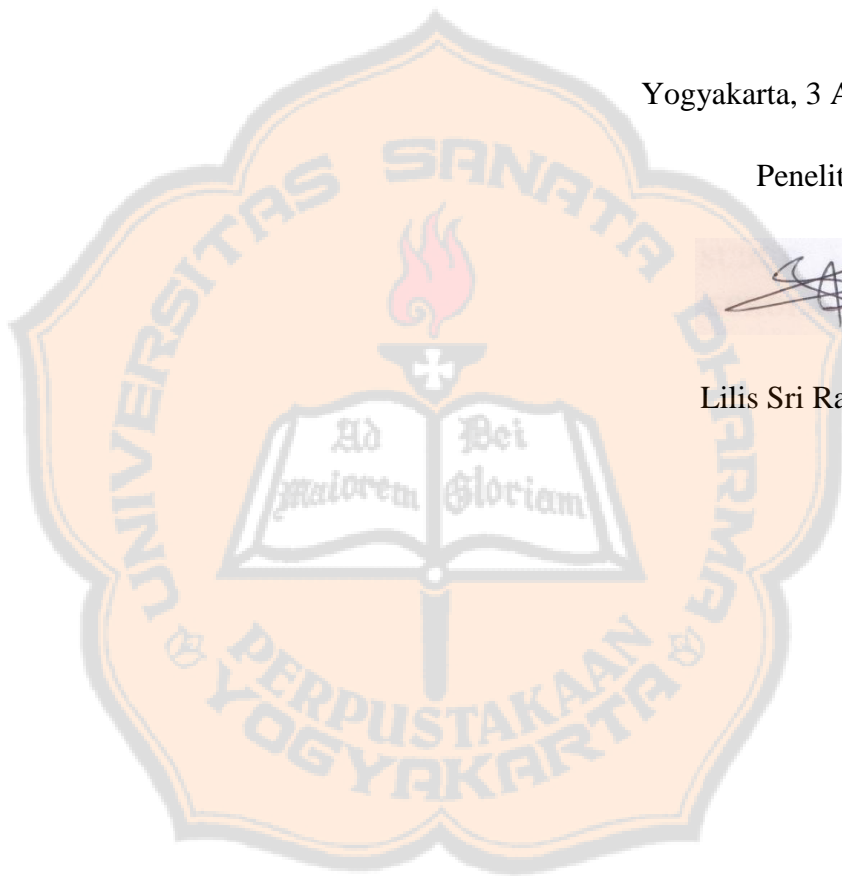 Yogyakarta, 3 A
Penelit
Lilis Sri Ra
UNIVERSITAS SANATA DHARMA
Ad
maiorem
Dei
Gloriam
PERPUSTAKAAN
YOGYAKARTA